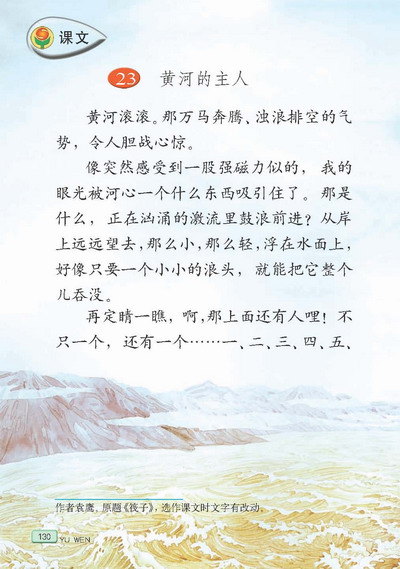 课文
23 黄河的主人
黄河滚滚。那万马奔腾、浊浪排空的气
势，令人胆战心惊。
像突然感受到一股强磁力似的，我的
眼光被河心一个什么东西吸引住了。那是
什么，正在汹涌的激流里鼓浪前进？从岸
上远远望去，那么小，那么轻，浮在水面上，
好像只要一个小小的浪头，就能把它整个
儿吞没。
再定睛一瞧，啊，那上面还有人哩！不
只一个，还有一个……一、二、三、四、五、
作者袁鹰，原题《筏子》，选作课文时文字有改动。
130 YU WEN